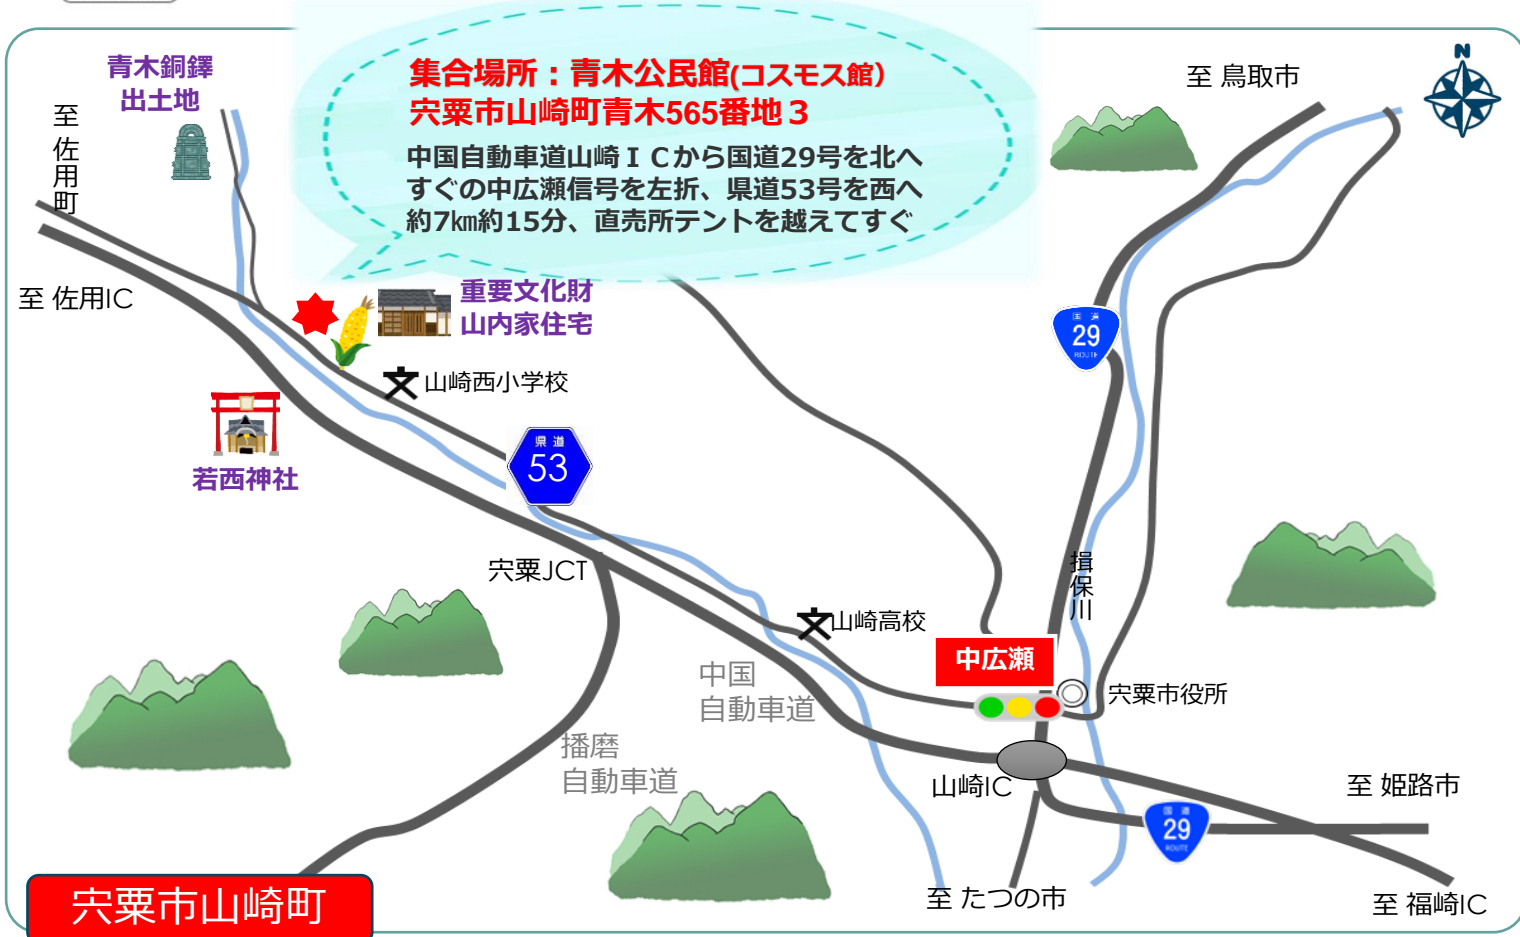 青木銅鐸
出土地
集合場所：青木公民館(コスモス館）
宍粟市山崎町青木565番地３
中国自動車道山崎ＩＣから国道29号を北へ
すぐの中広瀬信号を左折、県道53号を西へ
約7㎞約15分、直売所テントを越えてすぐ
至 鳥取市
N
至佐用町
至 佐用IC
重要文化財
山内家住宅
国道
29
ROUTE
山崎西小学校
若西神社
県道
53
宍粟JCT
揖保川
山崎高校
中広瀬
中国
自動車道
宍粟市役所
播磨
自動車道
山崎IC
至 姫路市
国道
29
ROUTE
至 たつの市
至 福崎IC
宍粟市山崎町